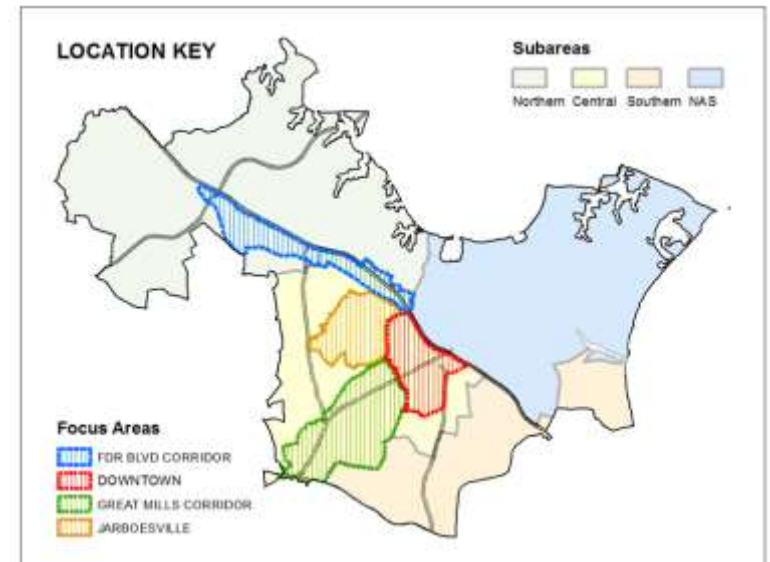 LOCATION KEY
Subareas
Northern Central Southern NAS
Focus Areas
FDR BLVD CORRIDOR
DOWNTOWN
GREAT MILLS CORRIDOR
JARBOESVILLE